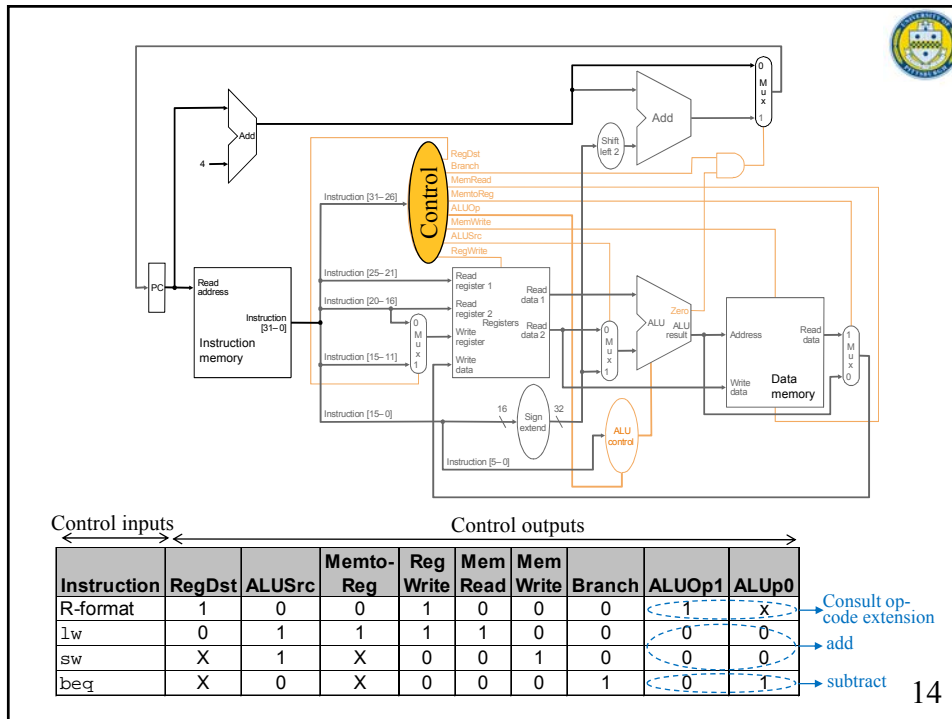 UNIVERSITY OF
PITTSBURGH
0
M
u
x
1
Add
Add
4
Shift
left 2
RegDst
Branch
MemRead
MemtoReg
ALUOp
MemWrite
ALUSrc
RegWrite
Control
Instruction [31–26]
Instruction [25–21]
Instruction [20–16]
Instruction [15–11]
Instruction [15–0]
Instruction [5–0]
PC
Read
address
Instruction
[31–0]
Instruction
memory
0
M
u
x
1
Read
register 1
Read
register 2
Write
register
Write
data
Registers
Read
data 1
Read
data 2
0
M
u
x
1
Zero
ALU
ALU
result
Address
Read
data
Write
data
Data
memory
1
M
u
x
0
16
Sign
extend
32
ALU
control
Control inputs
Control outputs
Instruction RegDst ALUSrc Memto-Reg Reg Write Mem Read Mem Write Branch ALUOp1 ALUp0
R-format 1 0 0 1 0 0 0 1 x
lw 0 1 1 1 1 0 0 0 0
sw X 1 X 0 0 1 0 0 0
beq X 0 X 0 0 0 1 0 1
Consult op-
code extension
add
subtract
14